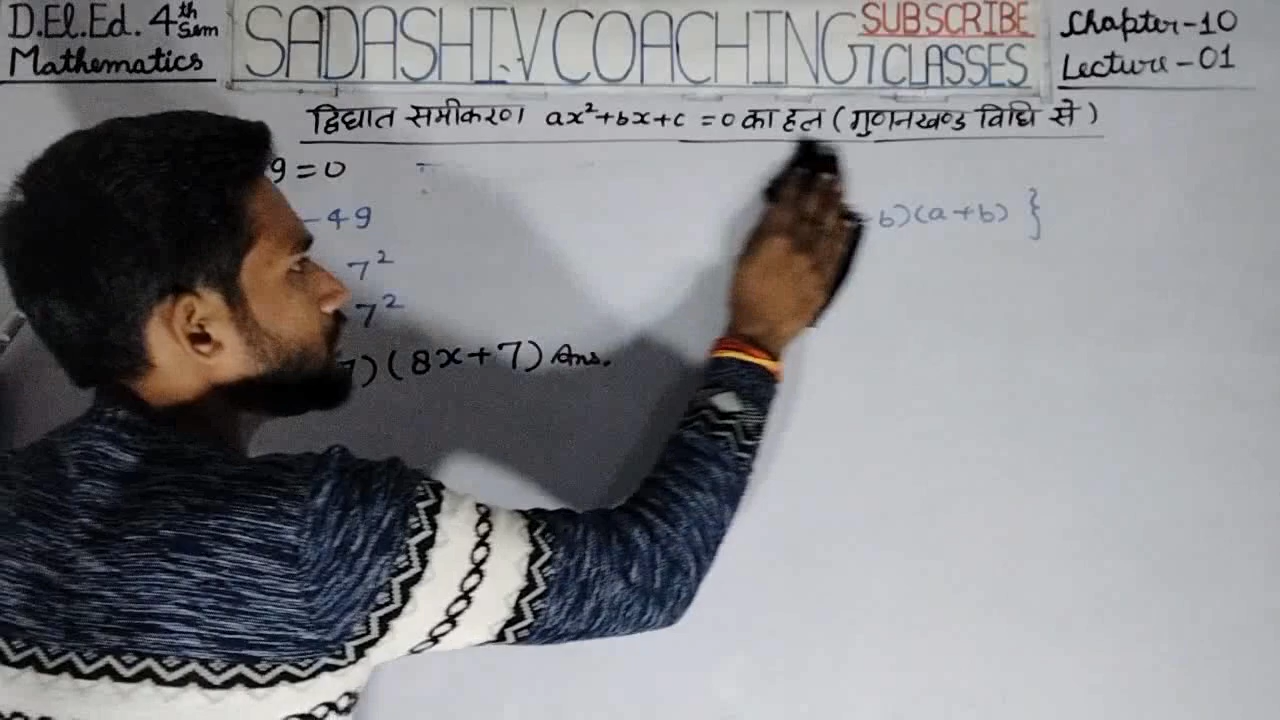 D.El.Ed. 4th Sem
Mathematics
SADASHIV COACHING CLASSES
SUBSCRIBE
Chapter-10
Lecture-01
द्विघात समीकरण ax²+bx+c=0 का हल (गुणनखण्ड विधि से)
9=0
-49
7²
7²
7)(8x+7) Ans.
b)(a+b) }